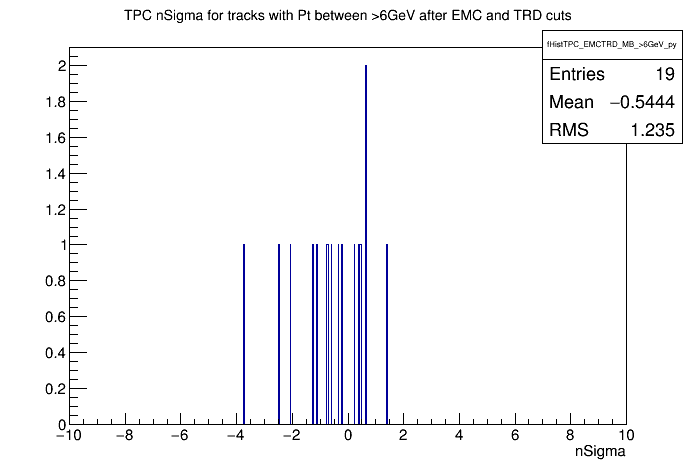 TPC nSigma for tracks with Pt between >6GeV after EMC and TRD cuts
fHistTPC_EMCTRD_MB_>6GeV_py
Entries 19
Mean −0.5444
RMS 1.235
2
1.8
1.6
1.4
1.2
1
0.8
0.6
0.4
0.2
0
−10 −8 −6 −4 −2 0 2 4 6 8 10
nSigma